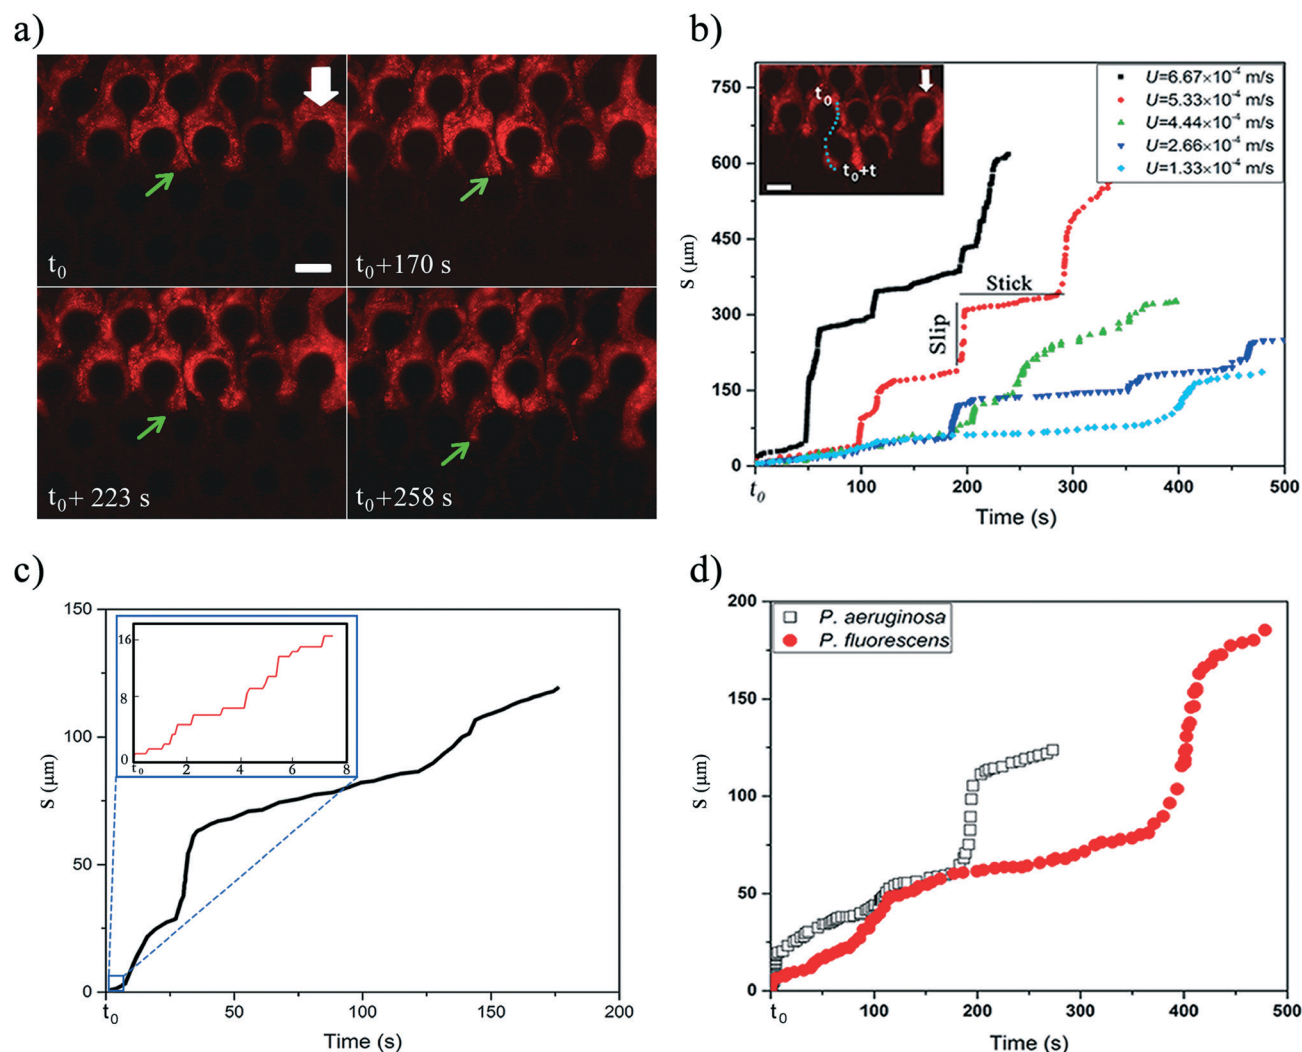 a)
t0
t0+170 s
t0+ 223 s
t0+258 s
b)
750
600
450
300
150
0
S (µm)
t0
t0+t
U=6.67×10-4 m/s
U=5.33×10-4 m/s
U=4.44×10-4 m/s
U=2.66×10-4 m/s
U=1.33×10-4 m/s
Stick
Slip
t0
100
200
300
400
500
Time (s)
c)
150
100
50
0
S (µm)
16
8
0
t0
2
4
6
8
t0
50
100
150
200
Time (s)
d)
200
150
100
50
0
S (µm)
P. aeruginosa
P. fluorescens
t0
100
200
300
400
500
Time (s)